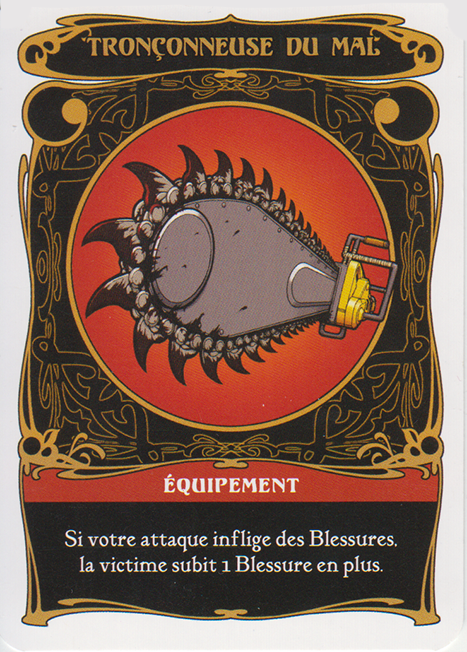 TRONÇONNEUSE DU MAL
ÉQUIPEMENT
Si votre attaque inflige des Blessures,
la victime subit 1 Blessure en plus.